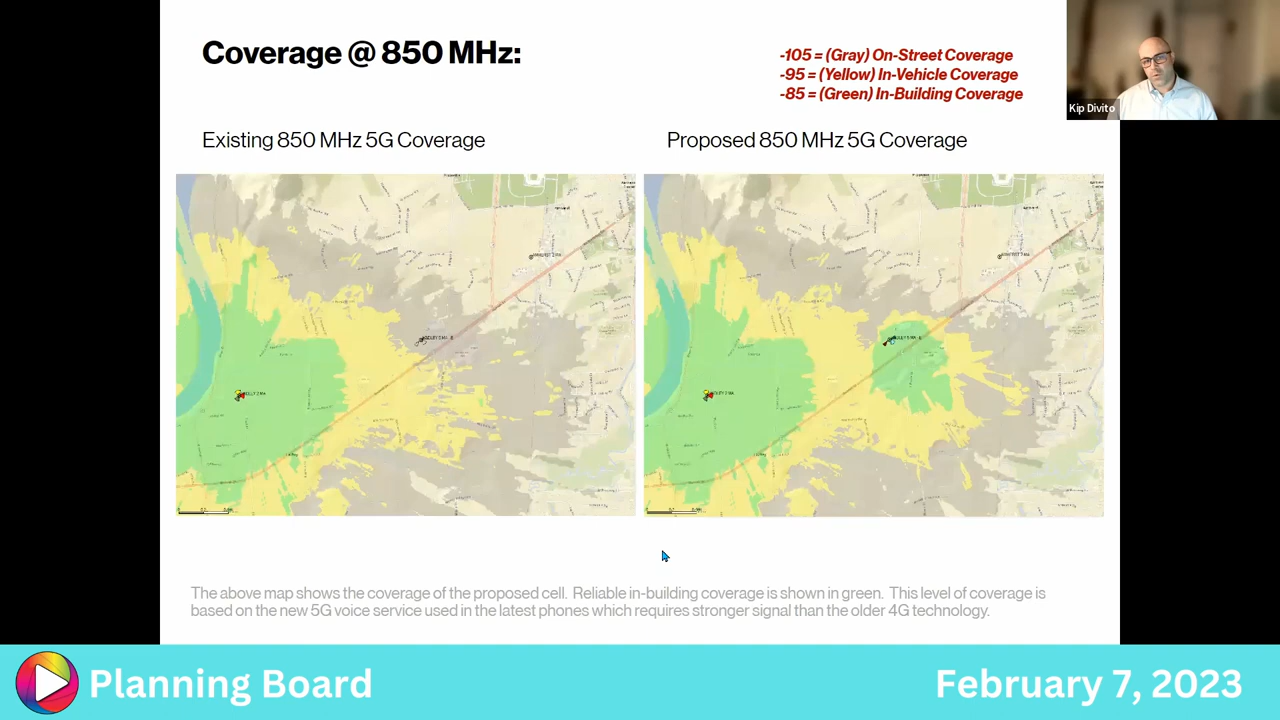 Coverage @ 850 MHz:
-105 = (Gray) On-Street Coverage
-95 = (Yellow) In-Vehicle Coverage
-85 = (Green) In-Building Coverage
Kip Divito
Existing 850 MHz 5G Coverage
Proposed 850 MHz 5G Coverage
The above map shows the coverage of the proposed cell. Reliable in-building coverage is shown in green. This level of coverage is
based on the new 5G voice service used in the latest phones which requires stronger signal than the older 4G technology.
Planning Board
February 7, 2023